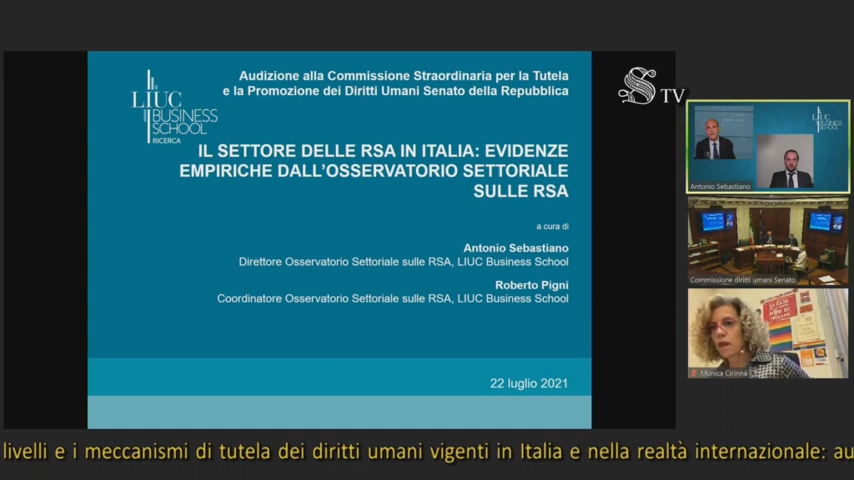 LIUC
BUSINESS
SCHOOL
RICERCA
Audizione alla Commissione Straordinaria per la Tutela
e la Promozione dei Diritti Umani Senato della Repubblica
IL SETTORE DELLE RSA IN ITALIA: EVIDENZE
EMPIRICHE DALL'OSSERVATORIO SETTORIALE
SULLE RSA
a cura di
Antonio Sebastiano
Direttore Osservatorio Settoriale sulle RSA, LIUC Business School
Roberto Pigni
Coordinatore Osservatorio Settoriale sulle RSA, LIUC Business School
22 luglio 2021
S TV
LIUC
BUSINESS
SCHOOL
Antonio Sebastiano
Commissione diritti umani Senato
Monica Cirinnà
livelli e i meccanismi di tutela dei diritti umani vigenti in Italia e nella realtà internazionale: au